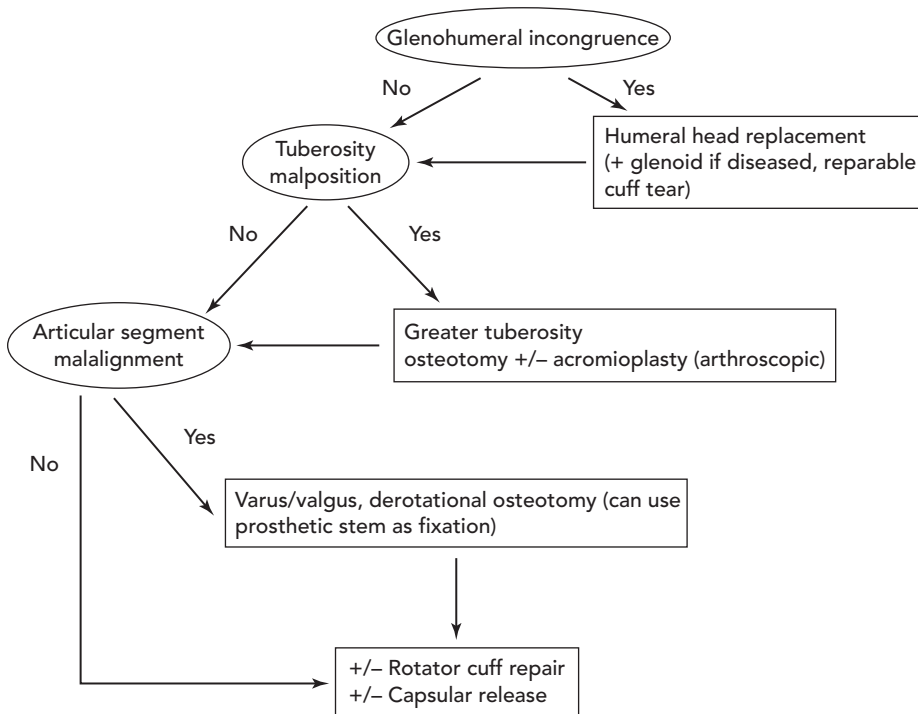 Glenohumeral incongruence
No
Yes
Humeral head replacement
(+ glenoid if diseased, reparable
cuff tear)
Tuberosity
malposition
No
Yes
Articular segment
malalignment
Greater tuberosity
osteotomy +/– acromioplasty (arthroscopic)
Yes
No
Varus/valgus, derotational osteotomy (can use
prosthetic stem as fixation)
+/– Rotator cuff repair
+/– Capsular release